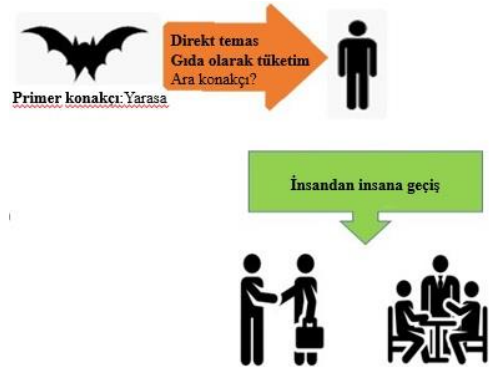 Direkt temas
Gıda olarak tüketim
Ara konakçı?
Primer konakçı:Yarasa
İnsandan insana geçiş